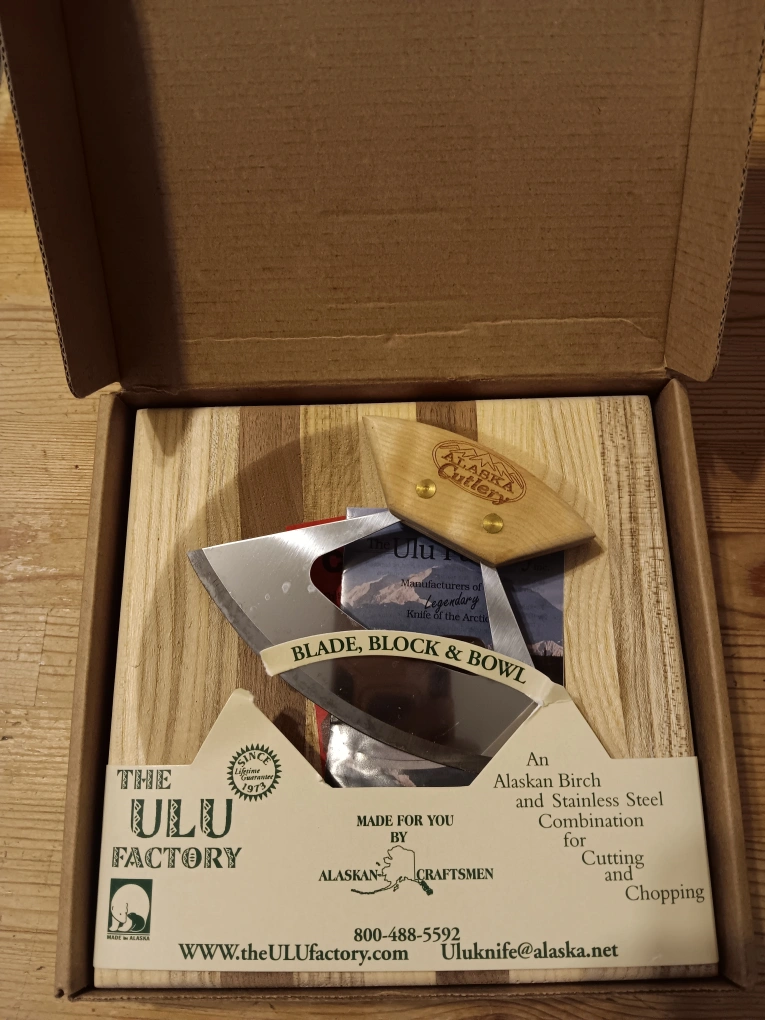 ALASKA
Cutlery
The Ulu
Manufacturers of
Legendary
Knife of the Arctic
BLADE, BLOCK & BOWL
SINCE
Lifetime
Guarantee
1973
THE
ULU
FACTORY
MADE IN ALASKA
MADE FOR YOU
BY
ALASKAN CRAFTSMEN
An
Alaskan Birch
and Stainless Steel
Combination
for
Cutting
and
Chopping
800-488-5592
WWW.theULUfactory.com Uluknife@alaska.net